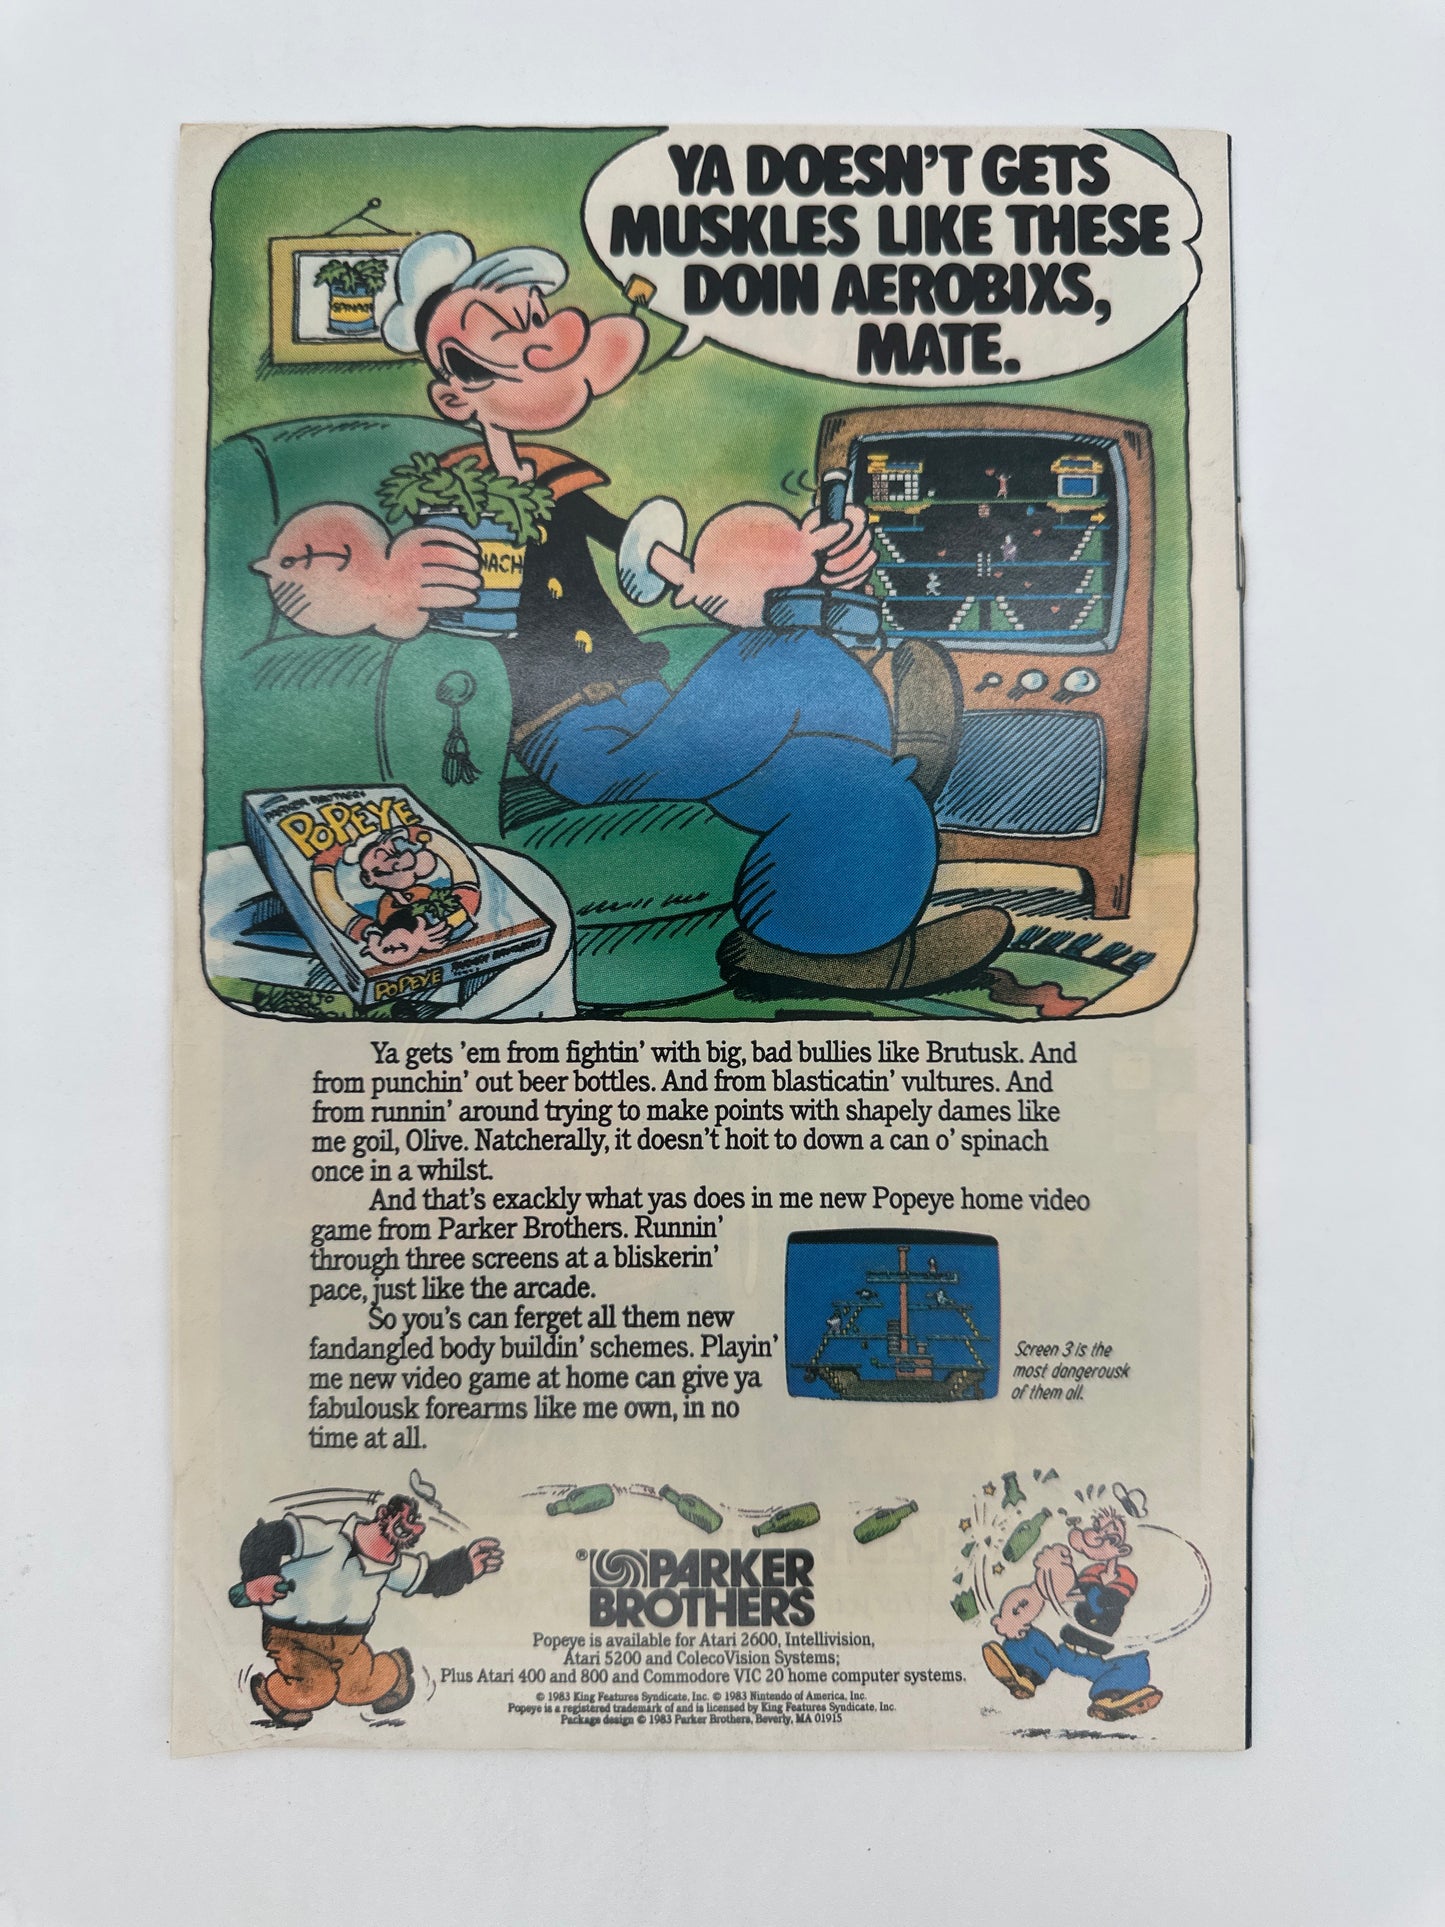 YA DOESN'T GETS
MUSKLES LIKE THESE
DOIN AEROBIXS,
MATE.
SPINACH
NACH
PARKER BROTHERS
POPEYE
POPEYE
PARKER BROTHERS
Ya gets 'em from fightin' with big, bad bullies like Brutusk. And
from punchin' out beer bottles. And from blasticatin' vultures. And
from runnin' around trying to make points with shapely dames like
me goil, Olive. Natcherally, it doesn't hoit to down a can o' spinach
once in a whilst.
And that's exackly what yas does in me new Popeye home video
game from Parker Brothers. Runnin'
through three screens at a bliskerin'
pace, just like the arcade.
So you's can ferget all them new
fandangled body buildin' schemes. Playin'
me new video game at home can give ya
fabulousk forearms like me own, in no
time at all.
Screen 3 is the
most dangerousk
of them all.
® PARKER
BROTHERS
Popeye is available for Atari 2600, Intellivision,
Atari 5200 and ColecoVision Systems;
Plus Atari 400 and 800 and Commodore VIC 20 home computer systems.
© 1983 King Features Syndicate, Inc. © 1983 Nintendo of America, Inc.
Popeye is a registered trademark of and is licensed by King Features Syndicate, Inc.
Package design © 1983 Parker Brothers, Beverly, MA 01915